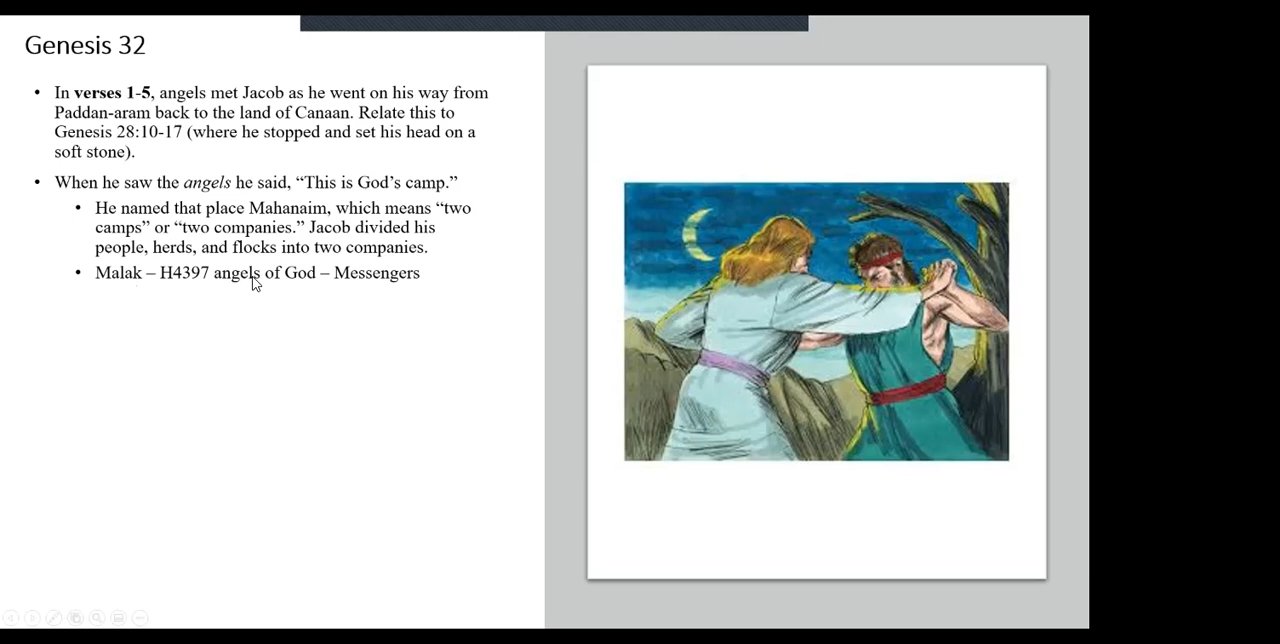 Genesis 32
• In verses 1-5, angels met Jacob as he went on his way from
Paddan-aram back to the land of Canaan. Relate this to
Genesis 28:10-17 (where he stopped and set his head on a
soft stone).
• When he saw the angels he said, “This is God’s camp.”
• He named that place Mahanaim, which means “two
camps” or “two companies.” Jacob divided his
people, herds, and flocks into two companies.
• Malak – H4397 angels of God – Messengers